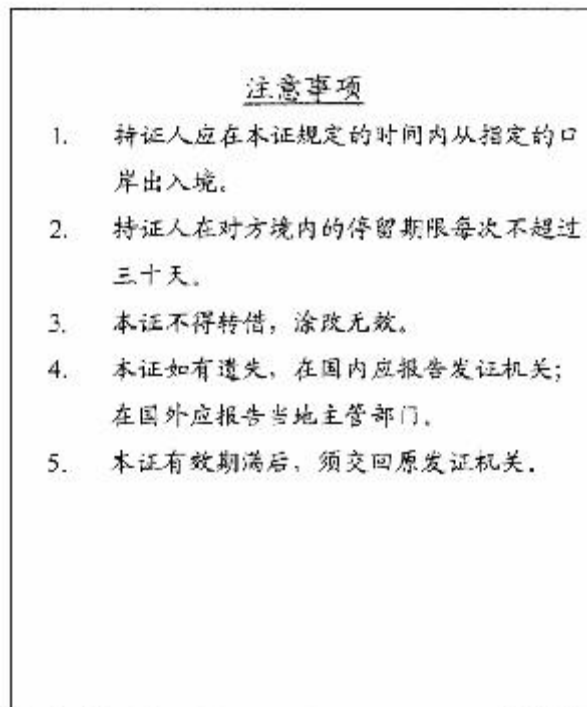 注意事项
1. 持证人应在本证规定的时间内从指定的口
岸出入境。
2. 持证人在对方境内的停留期限每次不超过
三十天。
3. 本证不得转借，涂改无效。
4. 本证如有遗失，在国内应报告发证机关；
在国外应报告当地主管部门。
5. 本证有效期满后，须交回原发证机关。